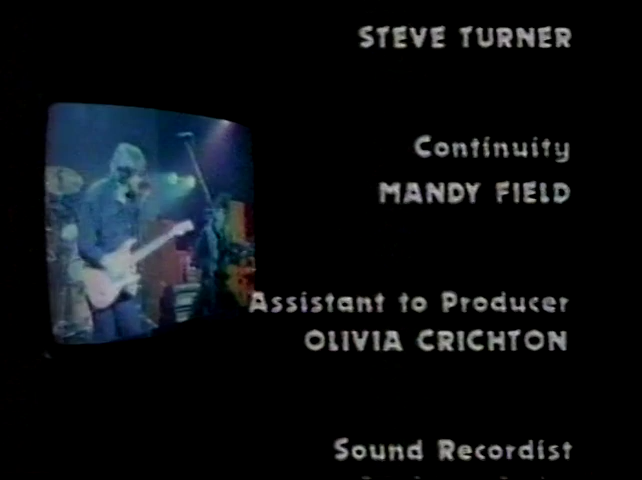 STEVE TURNER
Continuity
MANDY FIELD
Assistant to Producer
OLIVIA CRICHTON
Sound Recordist